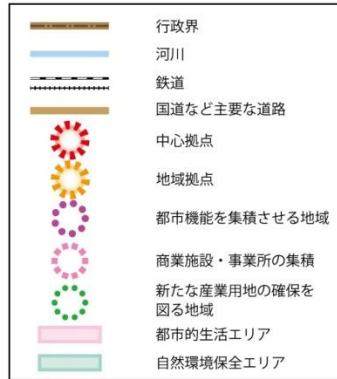 行政界
河川
鉄道
国道など主要な道路
中心拠点
地域拠点
都市機能を集積させる地域
商業施設・事業所の集積
新たな産業用地の確保を
図る地域
都市的生活エリア
自然環境保全エリア